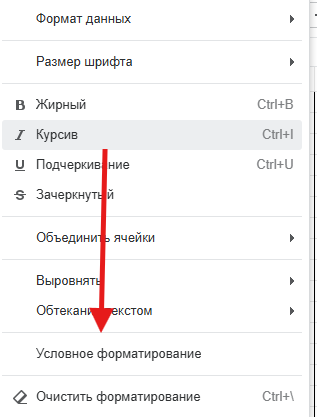 Формат данных
Размер шрифта
B Жирный Ctrl+B
I Курсив Ctrl+I
U Подчеркивание Ctrl+U
S Зачеркнутый
Объединить ячейки
Выровнять
Обтекание текстом
Условное форматирование
Очистить форматирование Ctrl+\